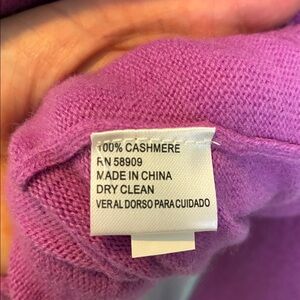 100% CASHMERE
RN 58909
MADE IN CHINA
DRY CLEAN
VER AL DORSO PARA CUIDADO